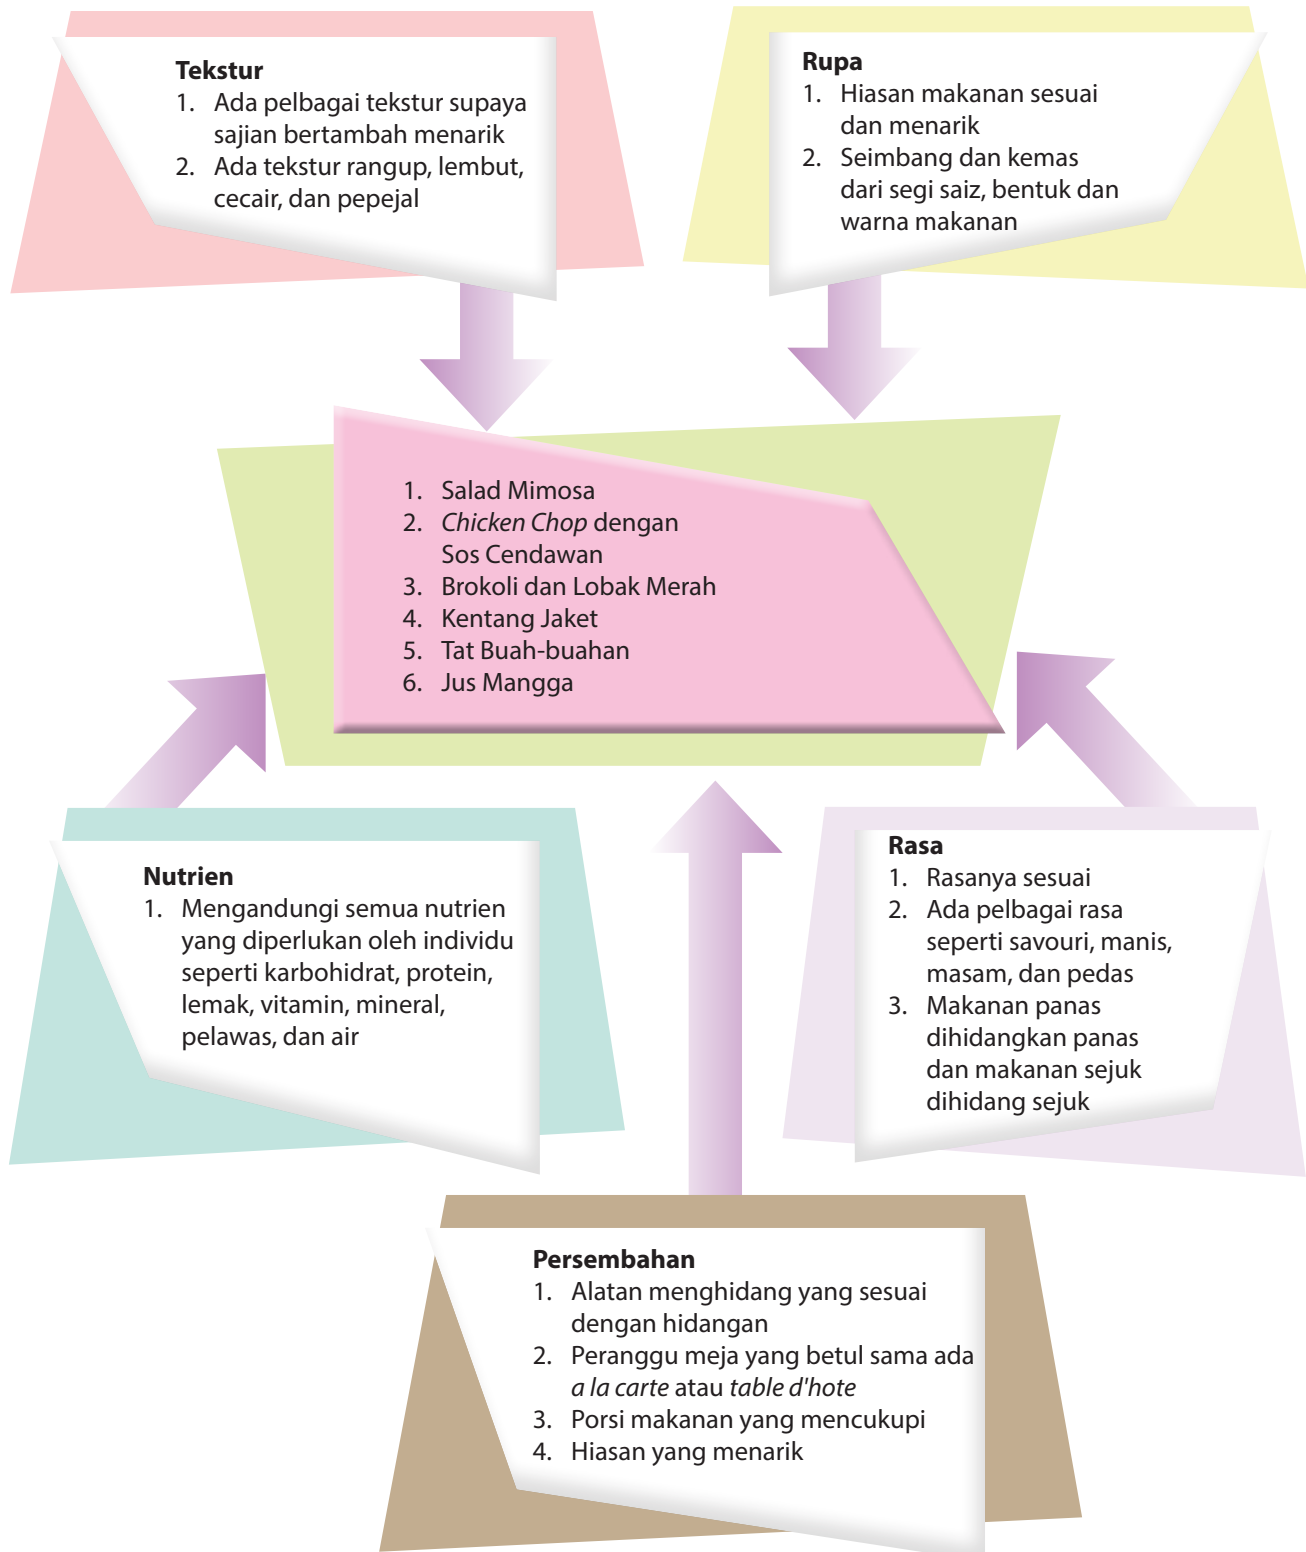 Tekstur
1. Ada pelbagai tekstur supaya
sajian bertambah menarik
2. Ada tekstur rangup, lembut,
cecair, dan pepejal
Rupa
1. Hiasan makanan sesuai
dan menarik
2. Seimbang dan kemas
dari segi saiz, bentuk dan
warna makanan
1. Salad Mimosa
2. Chicken Chop dengan
Sos Cendawan
3. Brokoli dan Lobak Merah
4. Kentang Jaket
5. Tat Buah-buahan
6. Jus Mangga
Nutrien
1. Mengandungi semua nutrien
yang diperlukan oleh individu
seperti karbohidrat, protein,
lemak, vitamin, mineral,
pelawas, dan air
Rasa
1. Rasanya sesuai
2. Ada pelbagai rasa
seperti savouri, manis,
masam, dan pedas
3. Makanan panas
dihidangkan panas
dan makanan sejuk
dihidang sejuk
Persembahan
1. Alatan menghidang yang sesuai
dengan hidangan
2. Peranggu meja yang betul sama ada
a la carte atau table d'hote
3. Porsi makanan yang mencukupi
4. Hiasan yang menarik